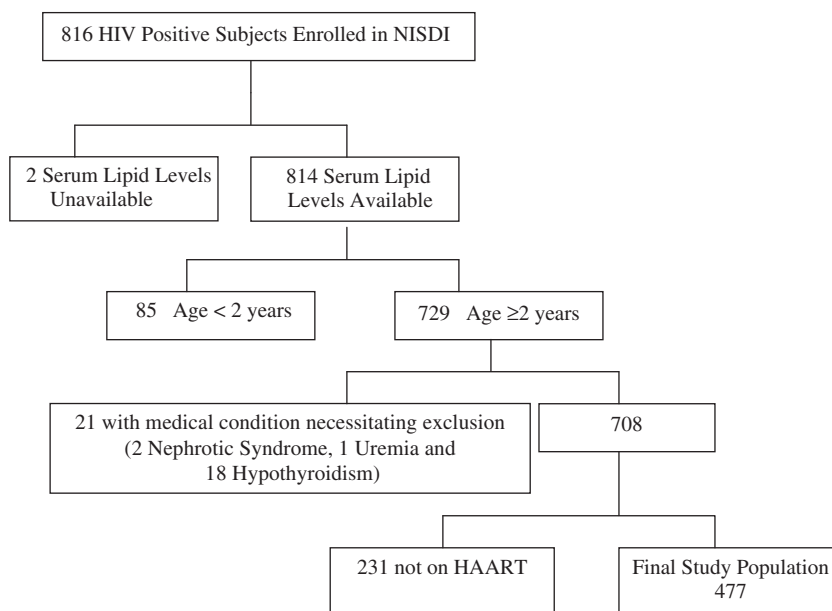 816 HIV Positive Subjects Enrolled in NISDI
2 Serum Lipid Levels
Unavailable
814 Serum Lipid
Levels Available
85 Age < 2 years
729 Age ≥2 years
21 with medical condition necessitating exclusion
(2 Nephrotic Syndrome, 1 Uremia and
18 Hypothyroidism)
708
231 not on HAART
Final Study Population
477